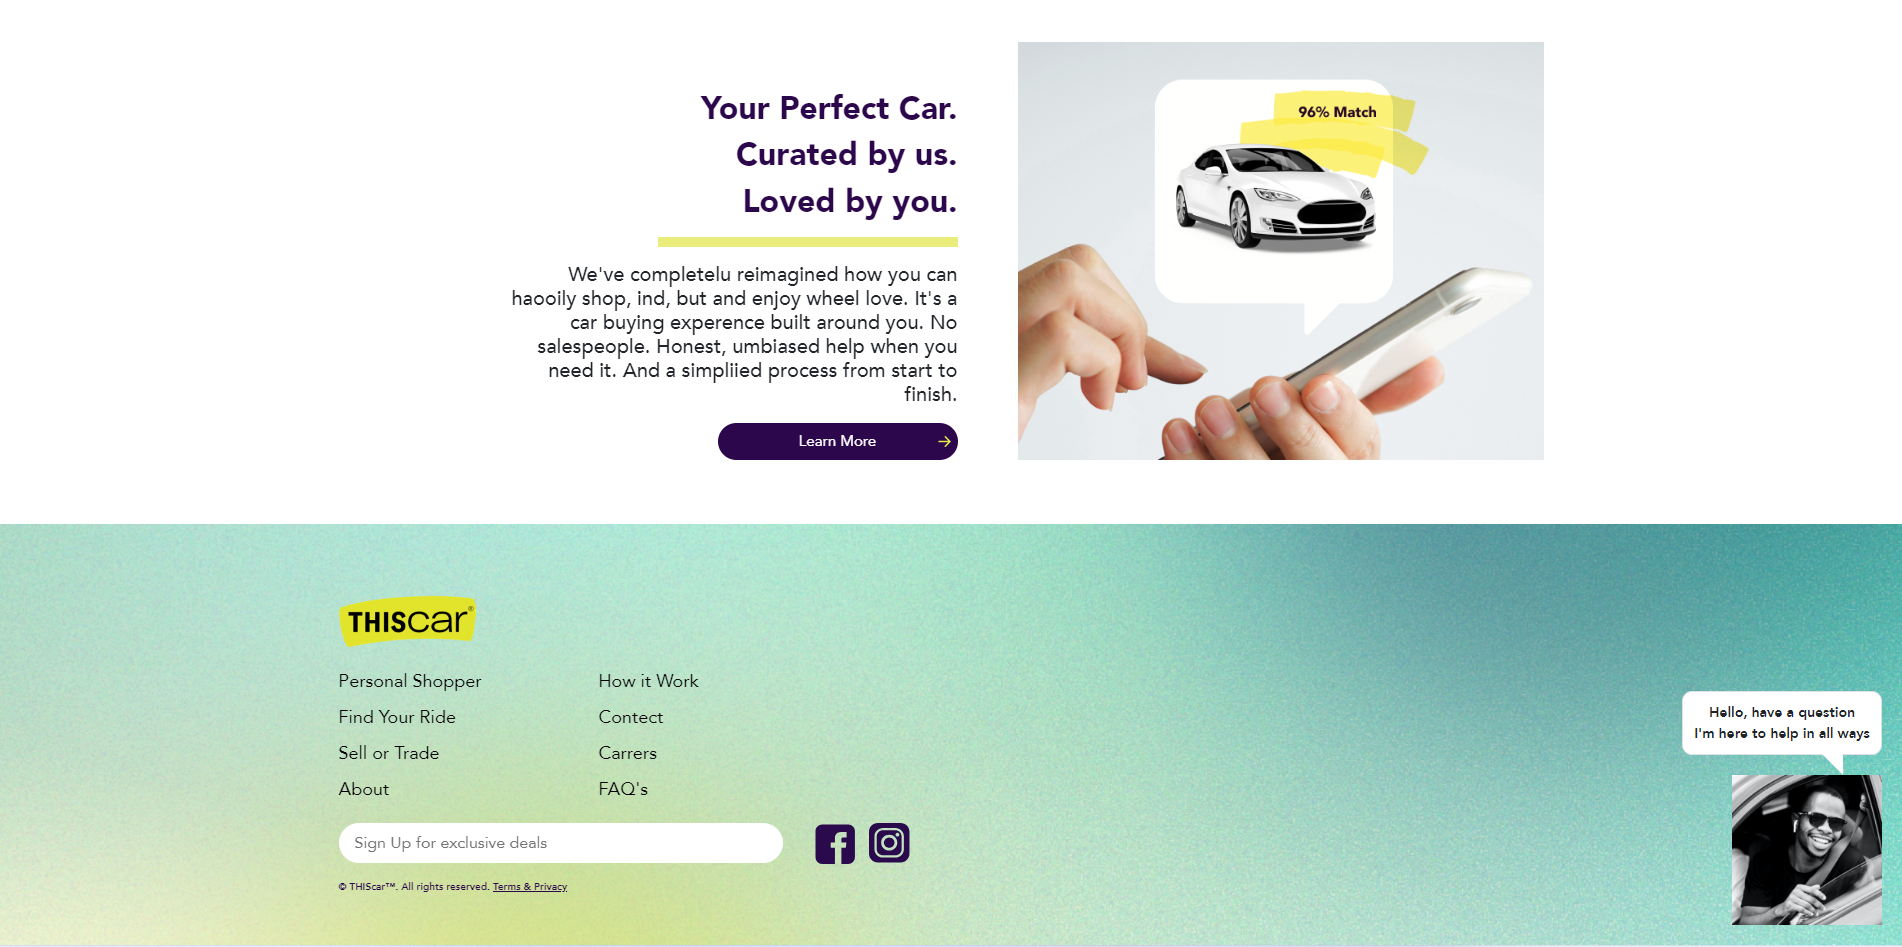 Your Perfect Car.
Curated by us.
Loved by you.
We've completelu reimagined how you can
haooily shop, ind, but and enjoy wheel love. It's a
car buying experence built around you. No
salespeople. Honest, umbiased help when you
need it. And a simpliied process from start to
finish.
Learn More
96% Match
THIScar®
Personal Shopper
Find Your Ride
Sell or Trade
About
How it Work
Contect
Carrers
FAQ's
Sign Up for exclusive deals
© THIScar™. All rights reserved. Terms & Privacy
Hello, have a question
I'm here to help in all ways